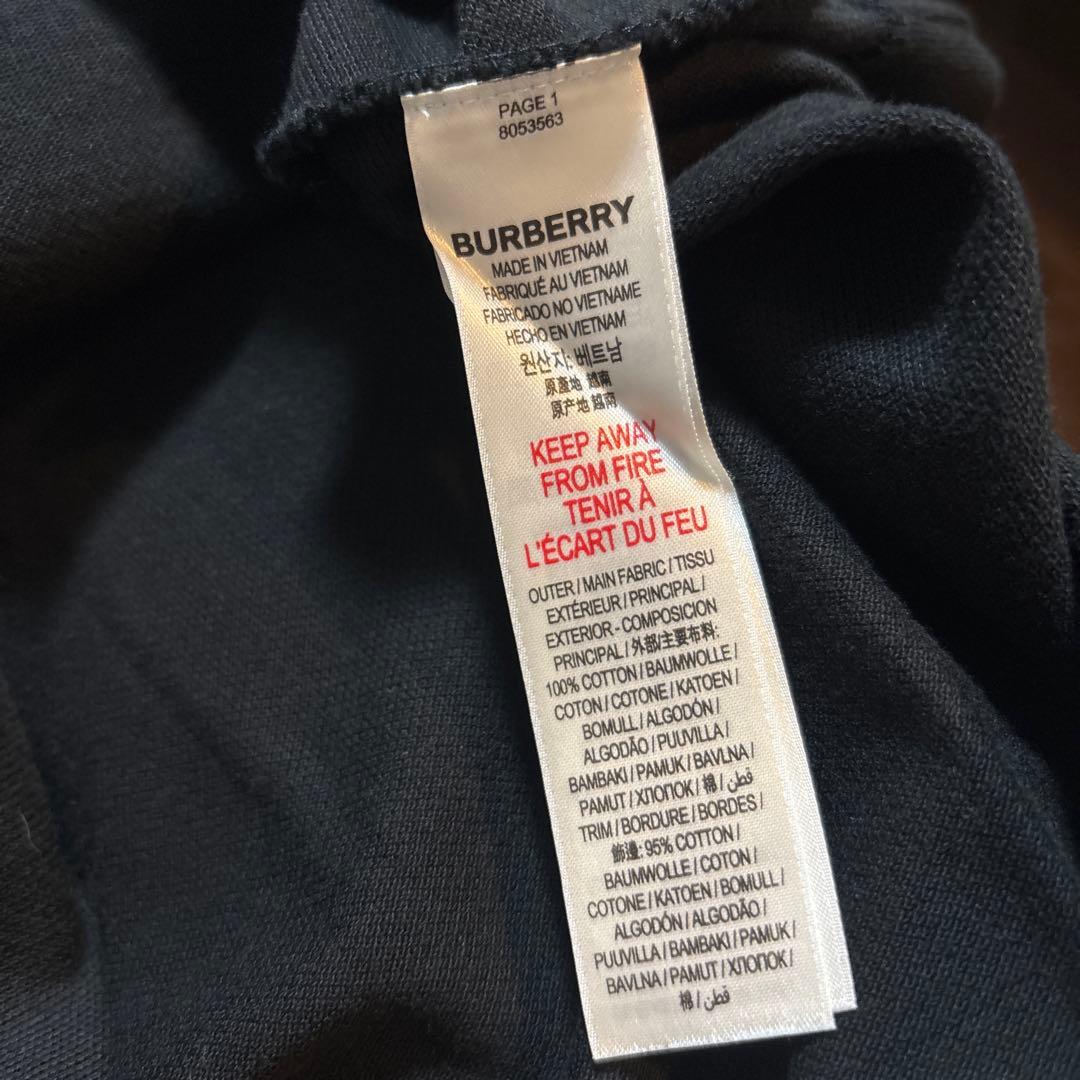 PAGE 1
8053563
BURBERRY
MADE IN VIETNAM
FABRIQUÉ AU VIETNAM
FABRICADO NO VIETNAME
HECHO EN VIETNAM
원산지: 베트남
原產地 越南
原产地 越南
KEEP AWAY
FROM FIRE
TENIR À
L'ÉCART DU FEU
OUTER / MAIN FABRIC / TISSU
EXTÉRIEUR / PRINCIPAL /
EXTERIOR - COMPOSICION
PRINCIPAL / 外部/主要布料:
100% COTTON / BAUMWOLLE /
COTON / COTONE / KATOEN /
BOMULL / ALGODÓN /
ALGODÃO / PUUVILLA /
BAMBAKI / PAMUK / BAVLNA /
PAMUT / ХЛОПОК / 棉 / قطن
TRIM / BORDURE / BORDES /
飾邊: 95% COTTON /
BAUMWOLLE / COTON /
COTONE / KATOEN / BOMULL /
ALGODÓN / ALGODÃO /
PUUVILLA / BAMBAKI / PAMUK /
BAVLNA / PAMUT / ХЛОПОК /
棉 / قطن